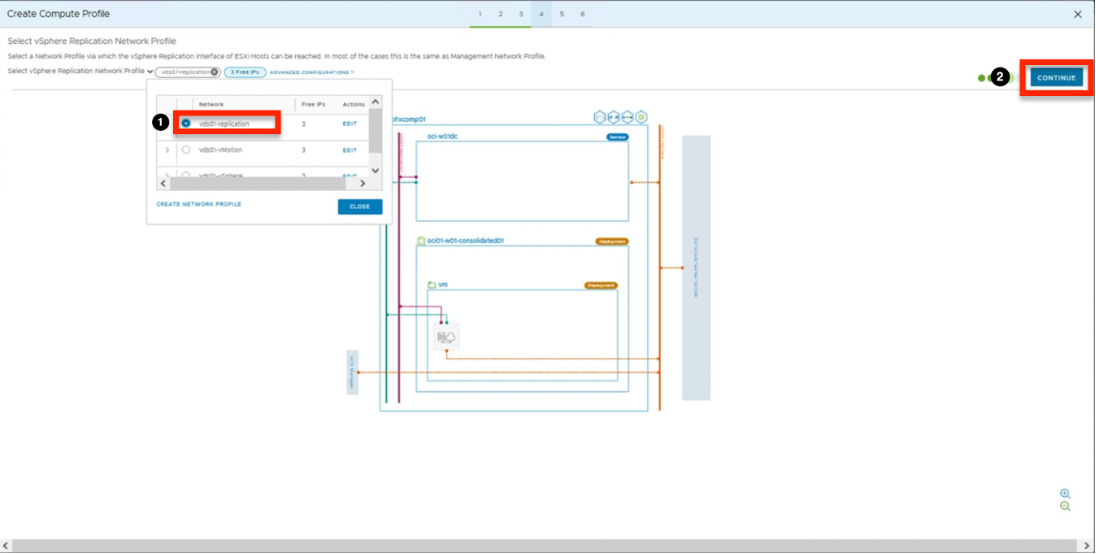 Create Compute Profile
1 2 3 4 5 6
Select vSphere Replication Network Profile
Select a Network Profile via which the vSphere Replication interface of ESXi Hosts can be reached. In most of the cases this is the same as Management Network Profile.
Select vSphere Replication Network Profile vds01-replication 3 Free IPs ADVANCED CONFIGURATIONS
2 CONTINUE
Network Free IPs Actions
1 vds01-replication 3 EDIT
vds01-vMotion 3 EDIT
vds01-vSphere 3 EDIT
CREATE NETWORK PROFILE CLOSE
phxcomp01
oci-w01dc Service
oci01-w01-consolidated01 Deployment
vm Deployment
HCX Manager